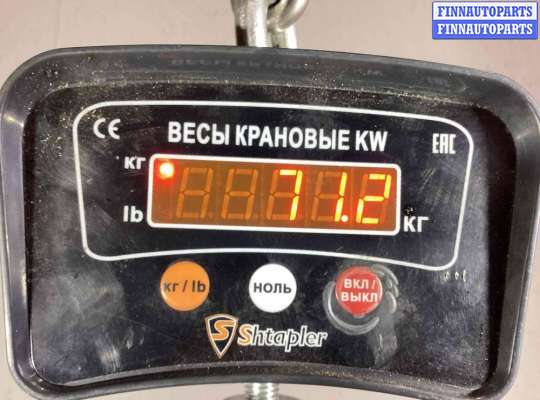 FINNAUTOPARTS
FINNAUTOPARTS
CE
ВЕСЫ КРАНОВЫЕ KW
EAC
кг
71.2
lb
КГ
кг / lb
НОЛЬ
ВКЛ /
ВЫКЛ
Shtapler